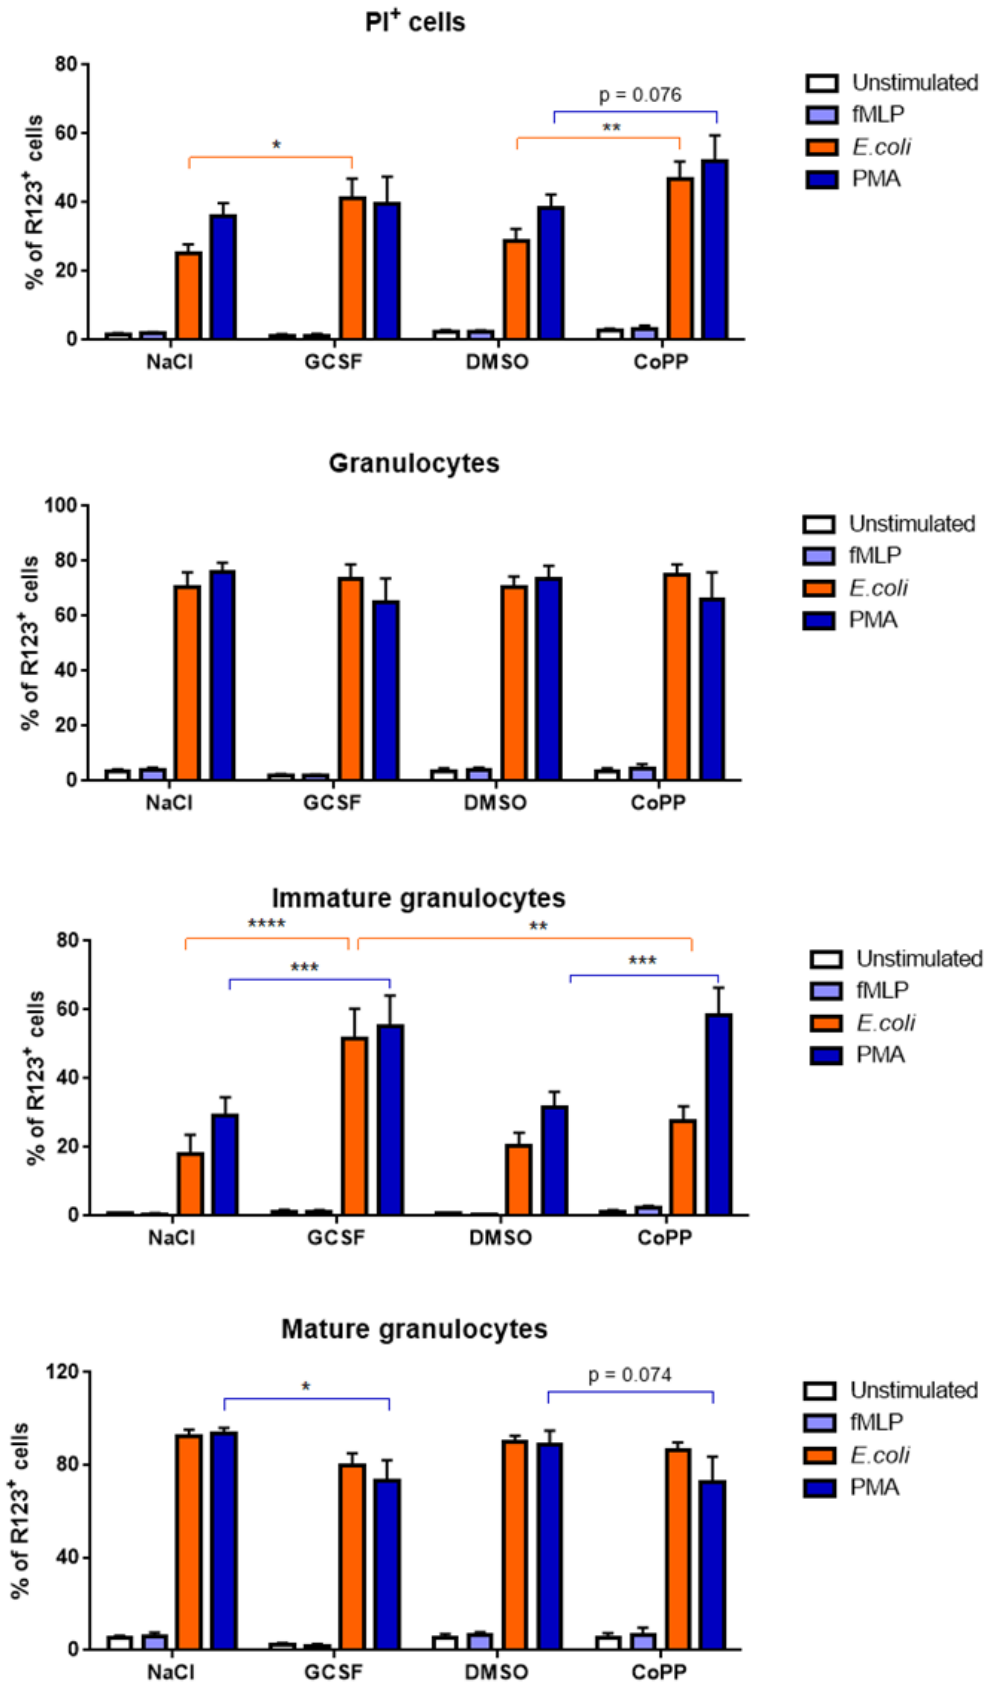 PI⁺ cells
% of R123⁺ cells
80
60
40
20
0
* ** p = 0.076
NaCl GCSF DMSO CoPP
Unstimulated
fMLP
E.coli
PMA
Granulocytes
% of R123⁺ cells
100
80
60
40
20
0
NaCl GCSF DMSO CoPP
Unstimulated
fMLP
E.coli
PMA
Immature granulocytes
% of R123⁺ cells
80
60
40
20
0
**** **
*** ***
NaCl GCSF DMSO CoPP
Unstimulated
fMLP
E.coli
PMA
Mature granulocytes
% of R123⁺ cells
120
80
40
0
* p = 0.074
NaCl GCSF DMSO CoPP
Unstimulated
fMLP
E.coli
PMA